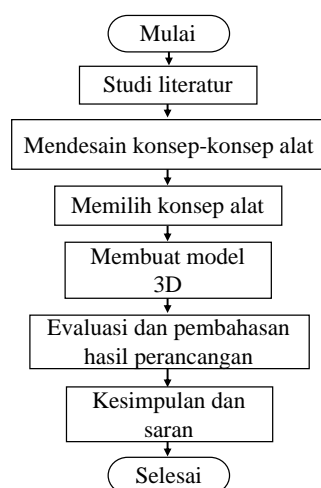 Mulai
Studi literatur
Mendesain konsep-konsep alat
Memilih konsep alat
Membuat model
3D
Evaluasi dan pembahasan
hasil perancangan
Kesimpulan dan
saran
Selesai